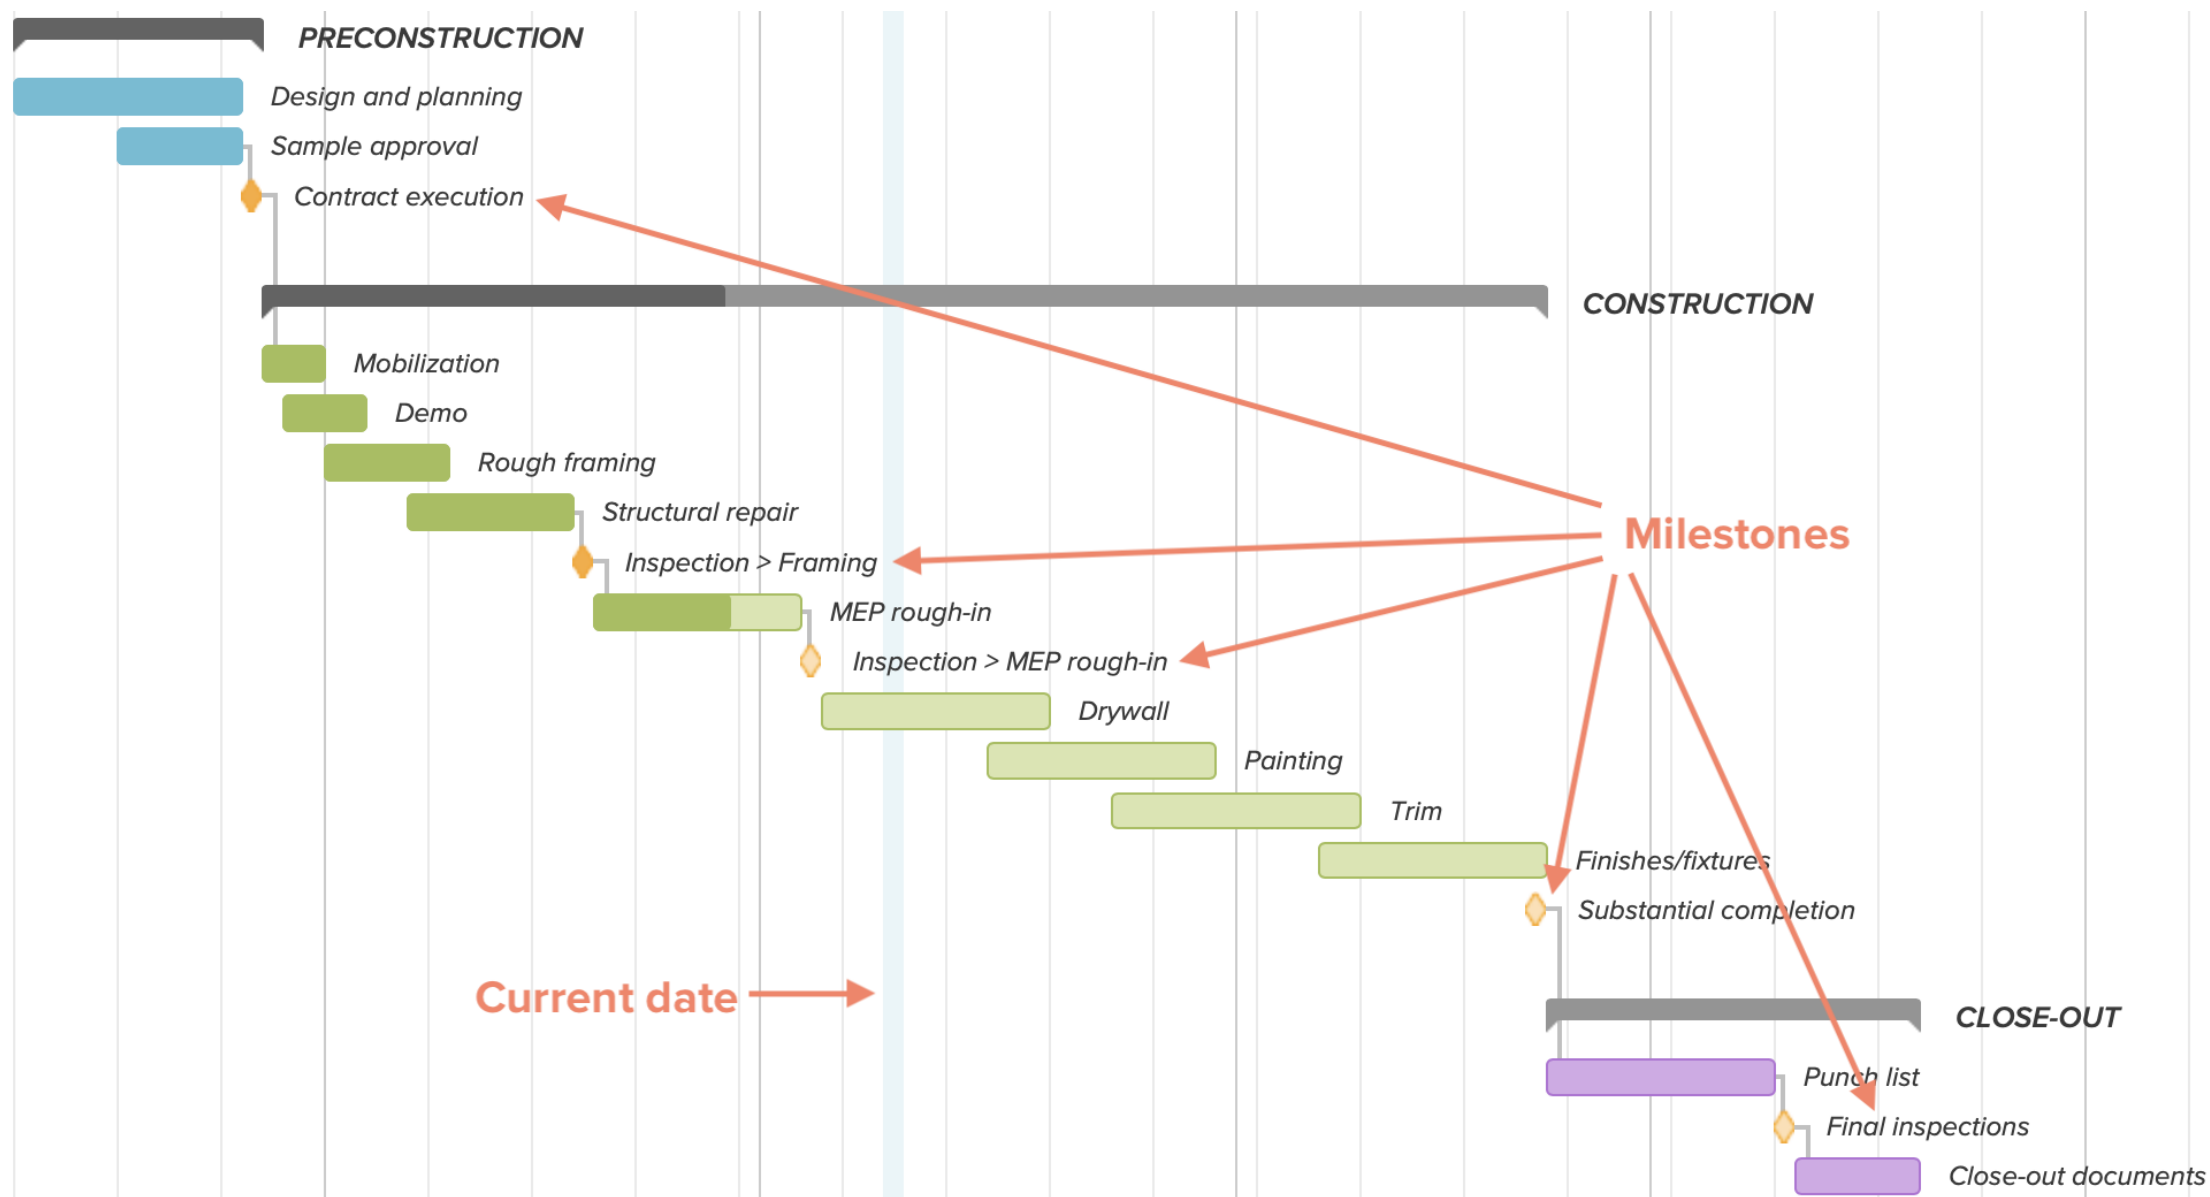 PRECONSTRUCTION
Design and planning
Sample approval
Contract execution
CONSTRUCTION
Mobilization
Demo
Rough framing
Structural repair
Milestones
Inspection > Framing
MEP rough-in
Inspection > MEP rough-in
Drywall
Painting
Trim
Finishes/fixtures
Substantial completion
Current date
CLOSE-OUT
Punch list
Final inspections
Close-out documents